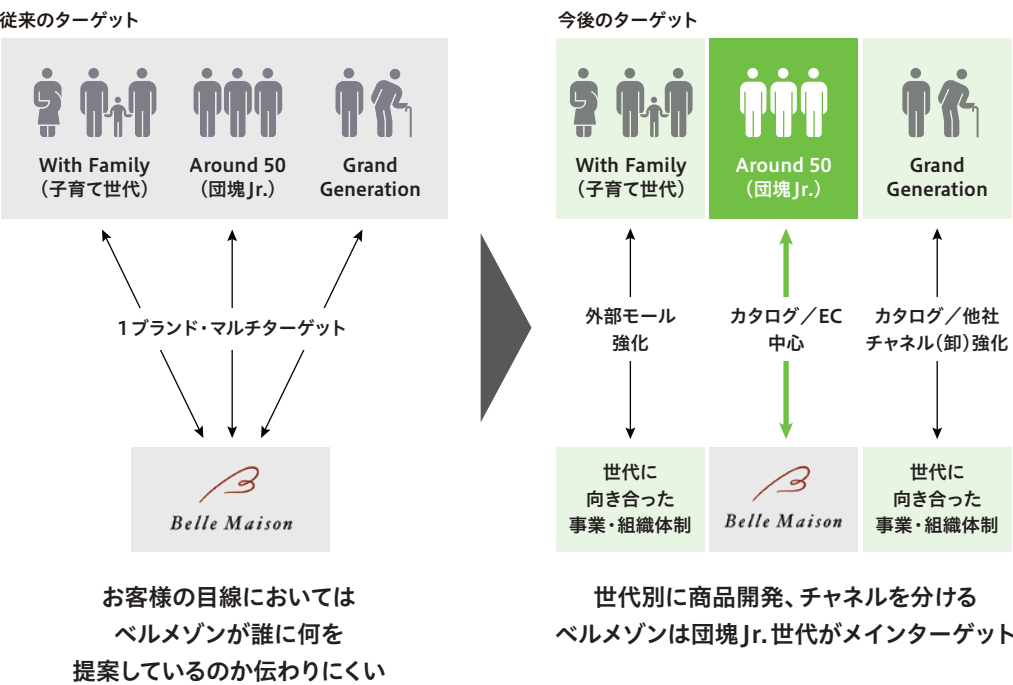 従来のターゲット
With Family
（子育て世代）
Around 50
（団塊Jr.）
Grand
Generation
1ブランド・マルチターゲット
Belle Maison
お客様の目線においては
ベルメゾンが誰に何を
提案しているのか伝わりにくい
今後のターゲット
With Family
（子育て世代）
Around 50
（団塊Jr.）
Grand
Generation
外部モール
強化
カタログ／EC
中心
カタログ／他社
チャネル（卸）強化
世代に
向き合った
事業・組織体制
Belle Maison
世代に
向き合った
事業・組織体制
世代別に商品開発、チャネルを分ける
ベルメゾンは団塊Jr.世代がメインターゲット